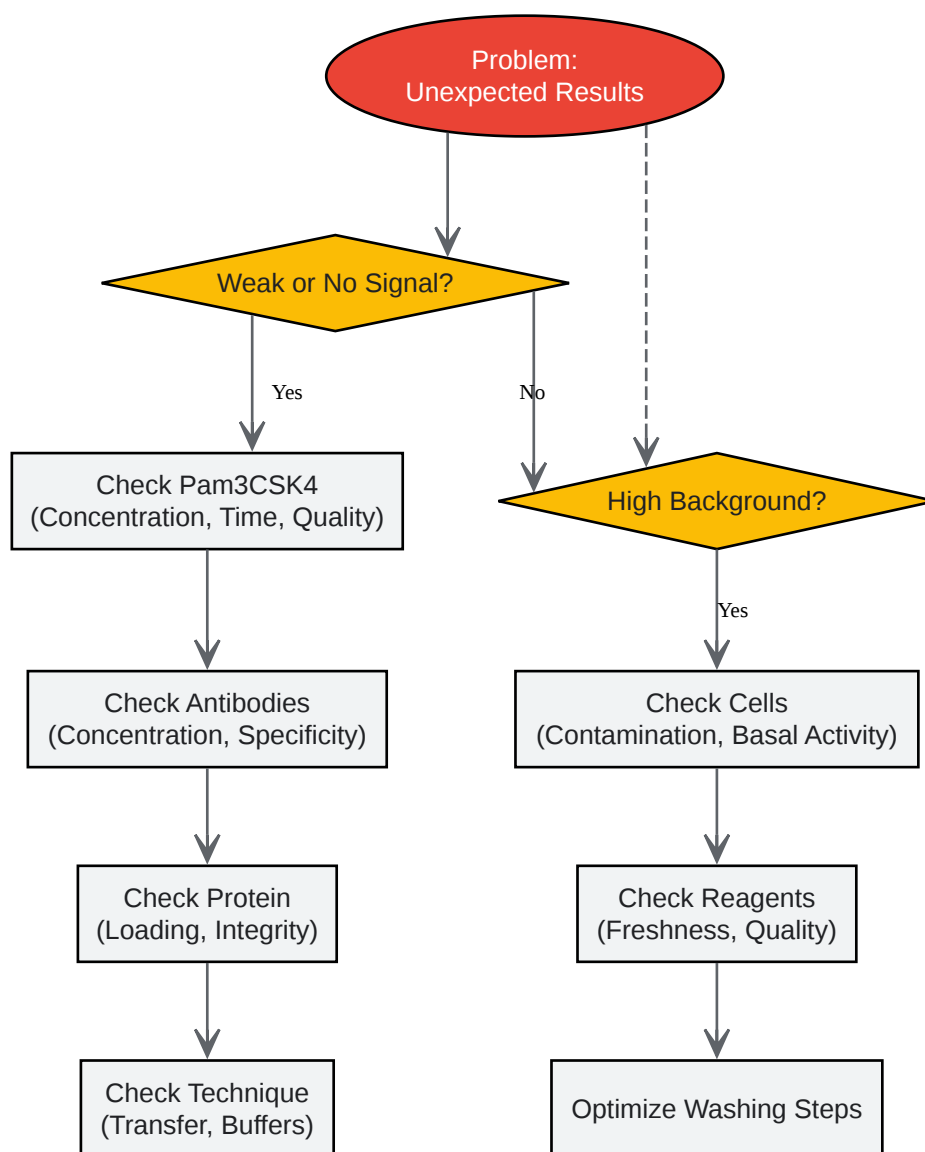 Problem:
Unexpected Results
Weak or No Signal?
Yes
No
Check Pam3CSK4
(Concentration, Time, Quality)
High Background?
Yes
Check Antibodies
(Concentration, Specificity)
Check Cells
(Contamination, Basal Activity)
Check Protein
(Loading, Integrity)
Check Reagents
(Freshness, Quality)
Check Technique
(Transfer, Buffers)
Optimize Washing Steps